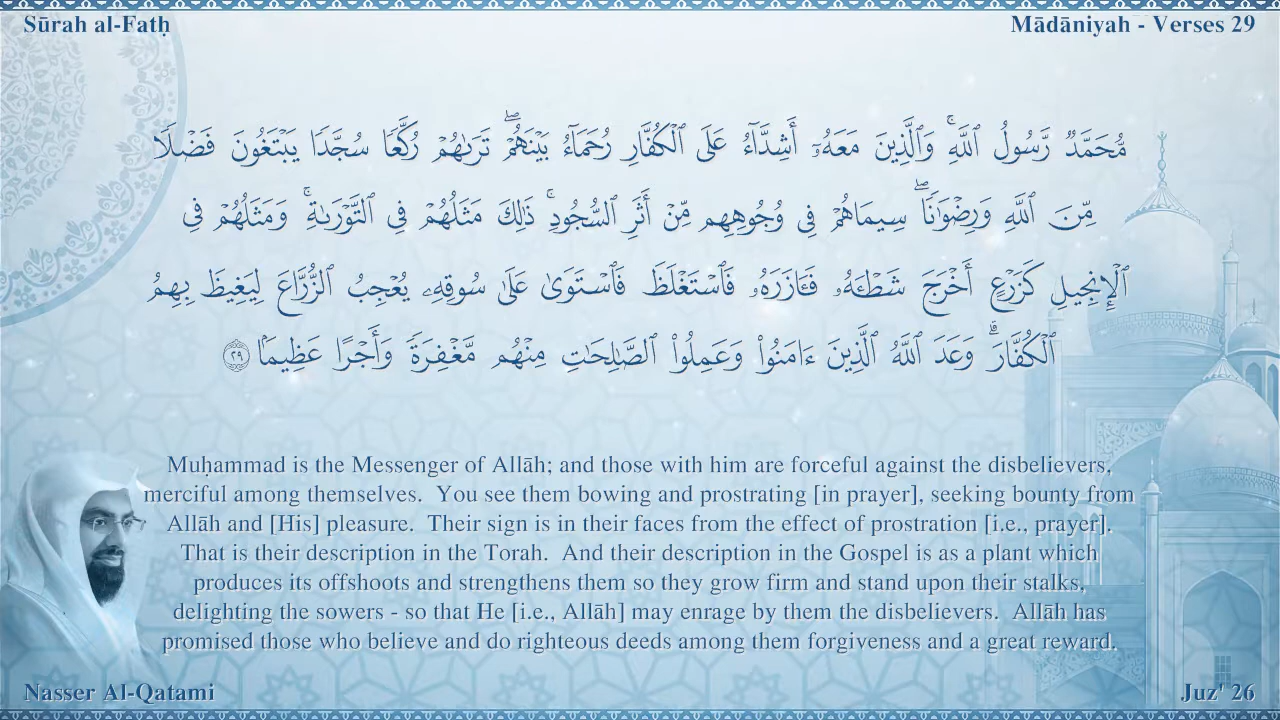 Sūrah al-Fatḥ
Mādāniyah - Verses 29
مُّحَمَّدٌ رَّسُولُ ٱللَّهِ ۚ وَٱلَّذِينَ مَعَهُۥٓ أَشِدَّآءُ عَلَى ٱلْكُفَّارِ رُحَمَآءُ بَيْنَهُمْ ۖ تَرَىٰهُمْ رُكَّعًا سُجَّدًا يَبْتَغُونَ فَضْلًا
مِّنَ ٱللَّهِ وَرِضْوَٰنًا ۖ سِيمَاهُمْ فِى وُجُوهِهِم مِّنْ أَثَرِ ٱلسُّجُودِ ۚ ذَٰلِكَ مَثَلُهُمْ فِى ٱلتَّوْرَىٰةِ ۚ وَمَثَلُهُمْ فِى
ٱلْإِنجِيلِ كَزَرْعٍ أَخْرَجَ شَطْـَٔهُۥ فَـَٔازَرَهُۥ فَٱسْتَغْلَظَ فَٱسْتَوَىٰ عَلَىٰ سُوقِهِۦ يُعْجِبُ ٱلزُّرَّاعَ لِيَغِيظَ بِهِمُ
ٱلْكُفَّارَ ۗ وَعَدَ ٱللَّهُ ٱلَّذِينَ ءَامَنُوا۟ وَعَمِلُوا۟ ٱلصَّـٰلِحَـٰتِ مِنْهُم مَّغْفِرَةً وَأَجْرًا عَظِيمًۢا ٢٩
Muḥammad is the Messenger of Allāh; and those with him are forceful against the disbelievers,
merciful among themselves.  You see them bowing and prostrating [in prayer], seeking bounty from
Allāh and [His] pleasure.  Their sign is in their faces from the effect of prostration [i.e., prayer].
That is their description in the Torah.  And their description in the Gospel is as a plant which
produces its offshoots and strengthens them so they grow firm and stand upon their stalks,
delighting the sowers - so that He [i.e., Allāh] may enrage by them the disbelievers.  Allāh has
promised those who believe and do righteous deeds among them forgiveness and a great reward.
Nasser Al-Qatami
Juz' 26